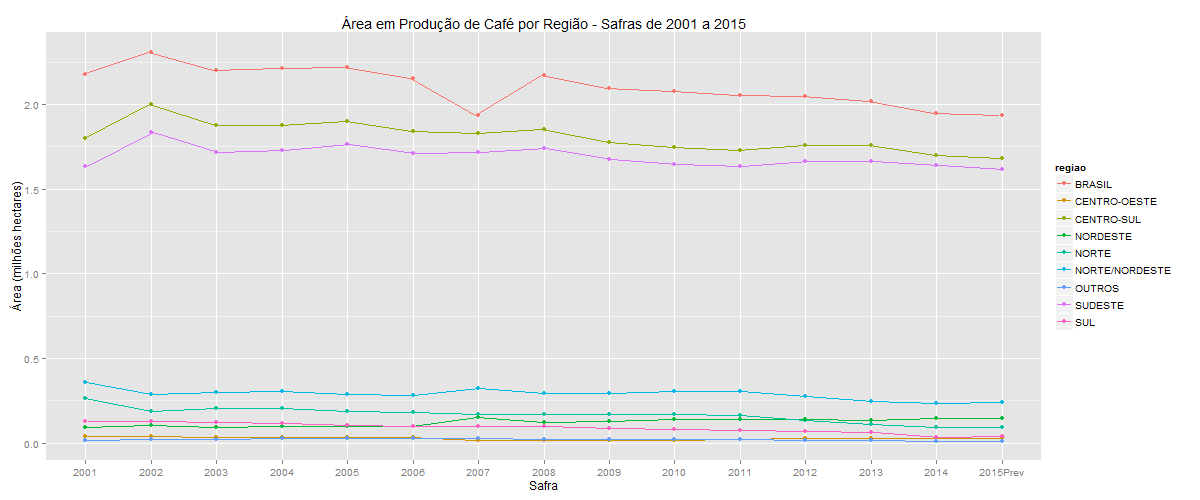 Área em Produção de Café por Região - Safras de 2001 a 2015
Área (milhões hectares)
2.0
1.5
1.0
0.5
0.0
2001 2002 2003 2004 2005 2006 2007 2008 2009 2010 2011 2012 2013 2014 2015Prev
Safra
regiao
BRASIL
CENTRO-OESTE
CENTRO-SUL
NORDESTE
NORTE
NORTE/NORDESTE
OUTROS
SUDESTE
SUL